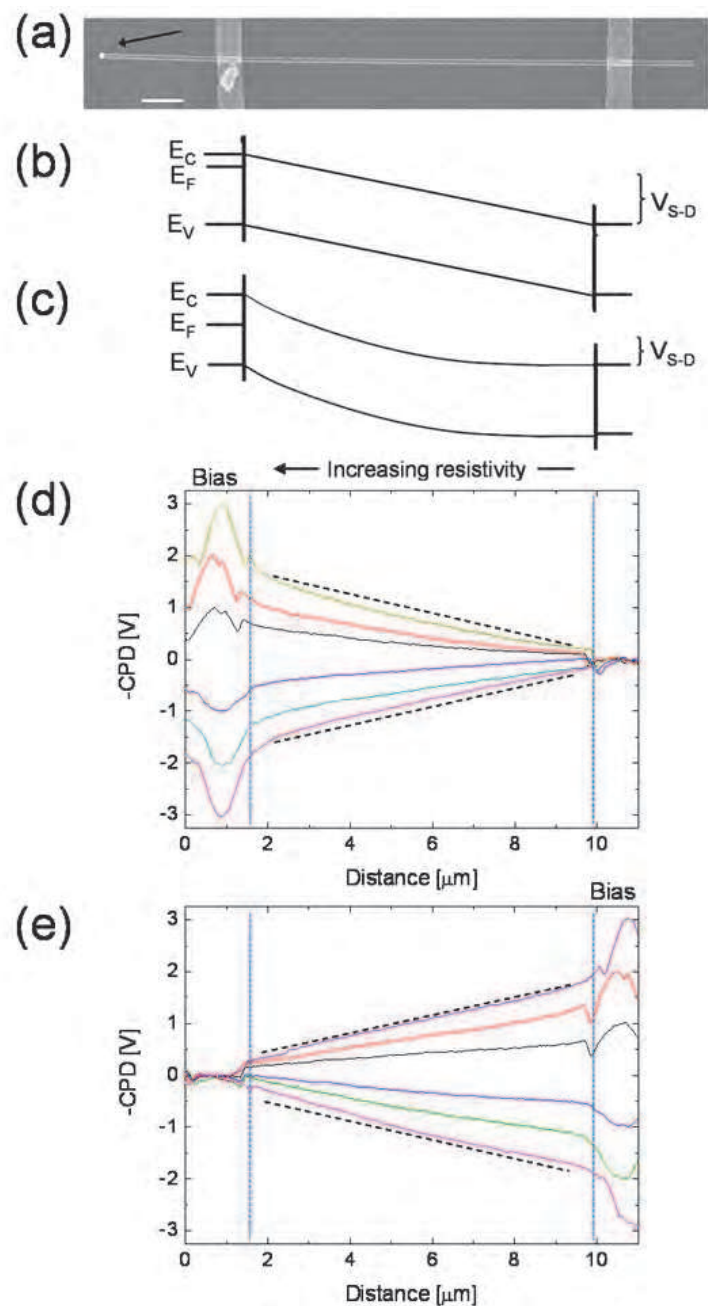 (a)
(b)
E_C
E_F
E_V
V_S-D
(c)
E_C
E_F
E_V
V_S-D
← Increasing resistivity —
(d)
Bias
3
2
1
0
-1
-2
-3
-CPD [V]
0 2 4 6 8 10
Distance [μm]
(e)
Bias
3
2
1
0
-1
-2
-3
-CPD [V]
0 2 4 6 8 10
Distance [μm]